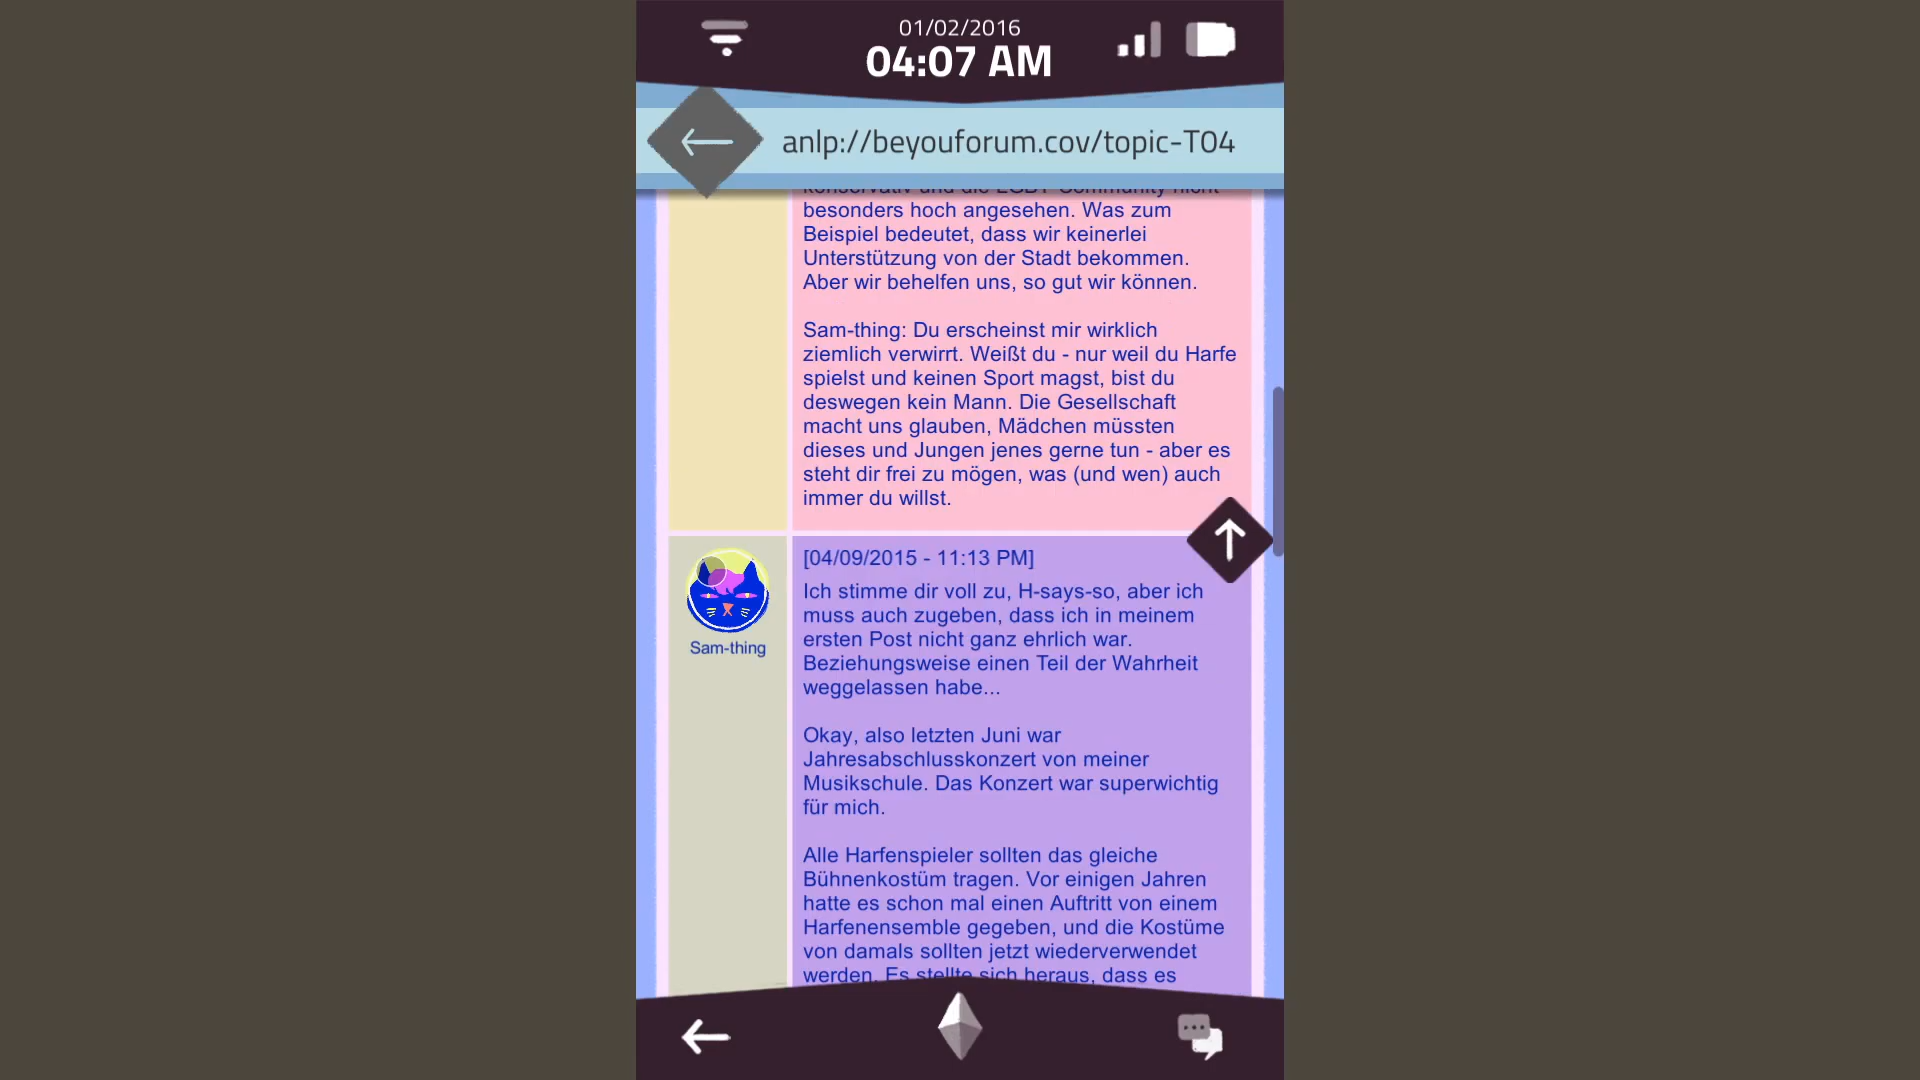 01/02/2016
04:07 AM
anlp://beyouforum.cov/topic-T04
konservativ und die LGBT-Community nicht
besonders hoch angesehen. Was zum
Beispiel bedeutet, dass wir keinerlei
Unterstützung von der Stadt bekommen.
Aber wir behelfen uns, so gut wir können.
Sam-thing: Du erscheinst mir wirklich
ziemlich verwirrt. Weißt du - nur weil du Harfe
spielst und keinen Sport magst, bist du
deswegen kein Mann. Die Gesellschaft
macht uns glauben, Mädchen müssten
dieses und Jungen jenes gerne tun - aber es
steht dir frei zu mögen, was (und wen) auch
immer du willst.
Sam-thing
[04/09/2015 - 11:13 PM]
Ich stimme dir voll zu, H-says-so, aber ich
muss auch zugeben, dass ich in meinem
ersten Post nicht ganz ehrlich war.
Beziehungsweise einen Teil der Wahrheit
weggelassen habe...
Okay, also letzten Juni war
Jahresabschlusskonzert von meiner
Musikschule. Das Konzert war superwichtig
für mich.
Alle Harfenspieler sollten das gleiche
Bühnenkostüm tragen. Vor einigen Jahren
hatte es schon mal einen Auftritt von einem
Harfenensemble gegeben, und die Kostüme
von damals sollten jetzt wiederverwendet
werden. Es stellte sich heraus, dass es